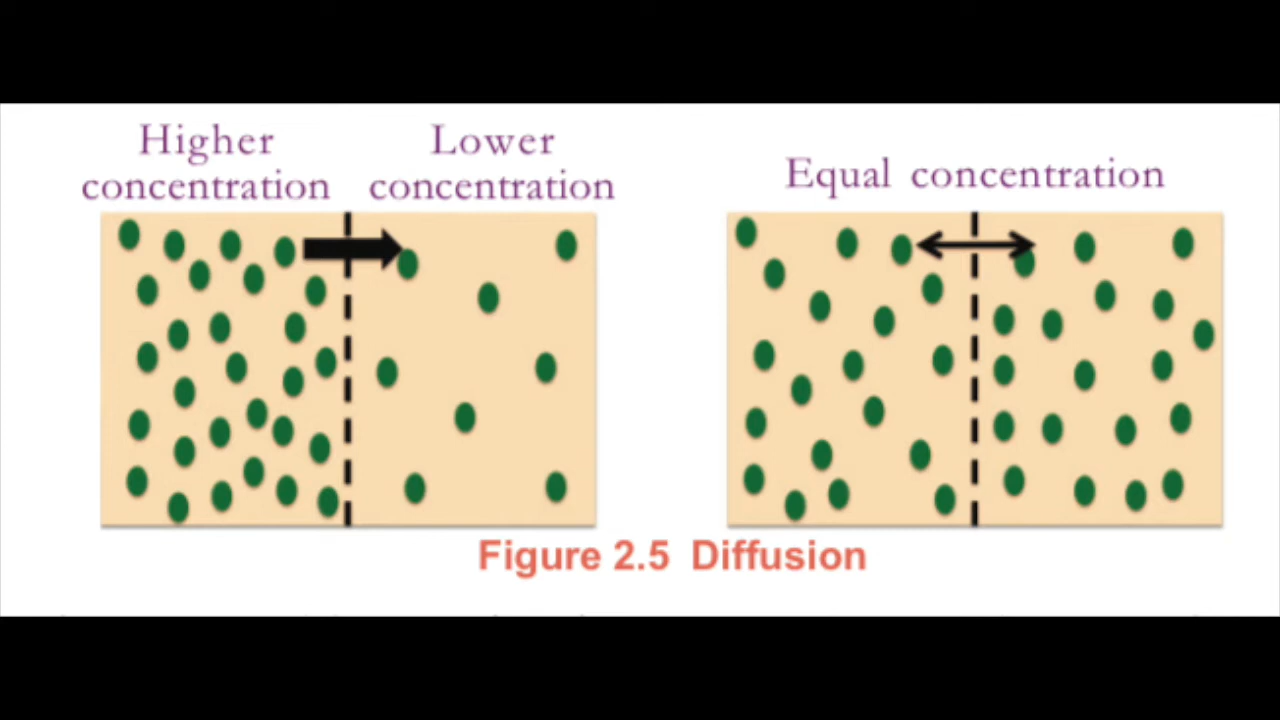 Higher
concentration
Lower
concentration
Equal concentration
Figure 2.5 Diffusion